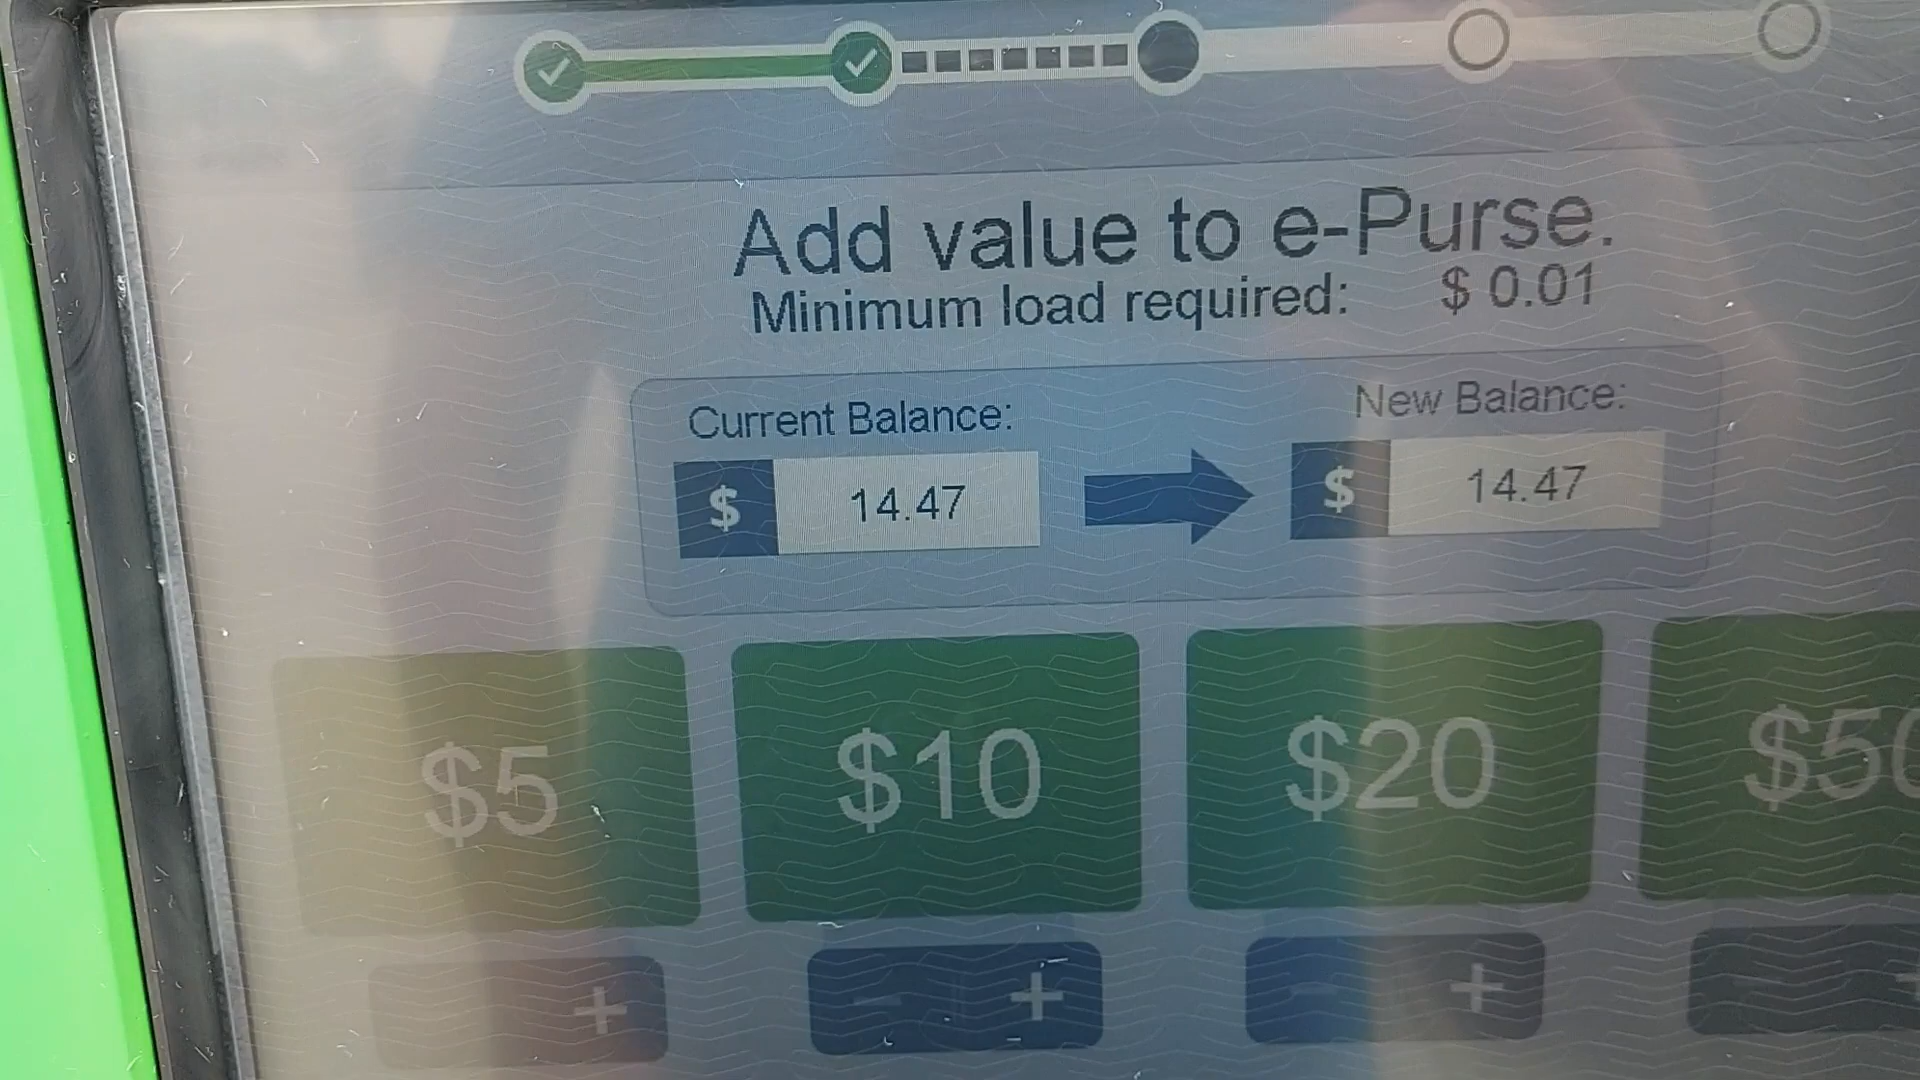 Add value to e-Purse.
Minimum load required: $ 0.01
Current Balance: New Balance:
$ 14.47 $ 14.47
$5 $10 $20 $50
+ - + - + - +